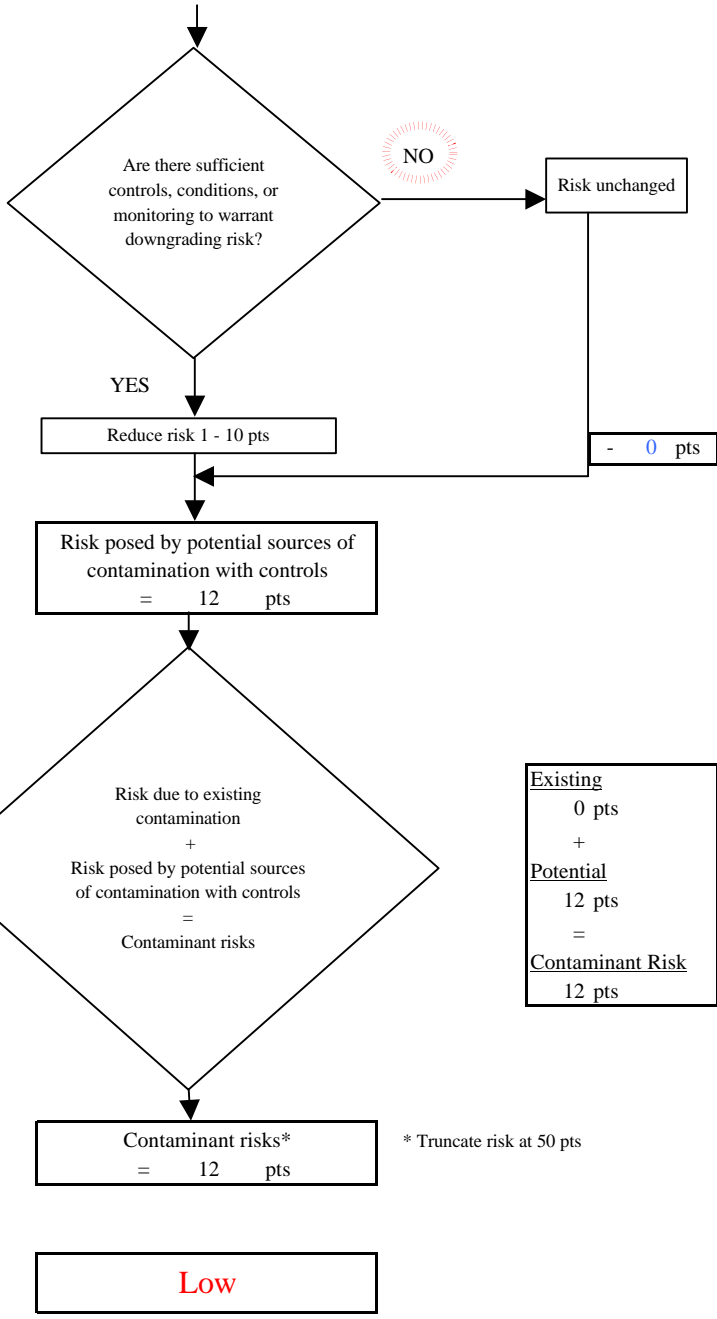 Are there sufficient
controls, conditions, or
monitoring to warrant
downgrading risk?
NO
Risk unchanged
YES
Reduce risk 1 - 10 pts
- 0 pts
Risk posed by potential sources of
contamination with controls
= 12 pts
Risk due to existing
contamination
+
Risk posed by potential sources
of contamination with controls
=
Contaminant risks
Existing
0 pts
+
Potential
12 pts
=
Contaminant Risk
12 pts
Contaminant risks*
= 12 pts
* Truncate risk at 50 pts
Low